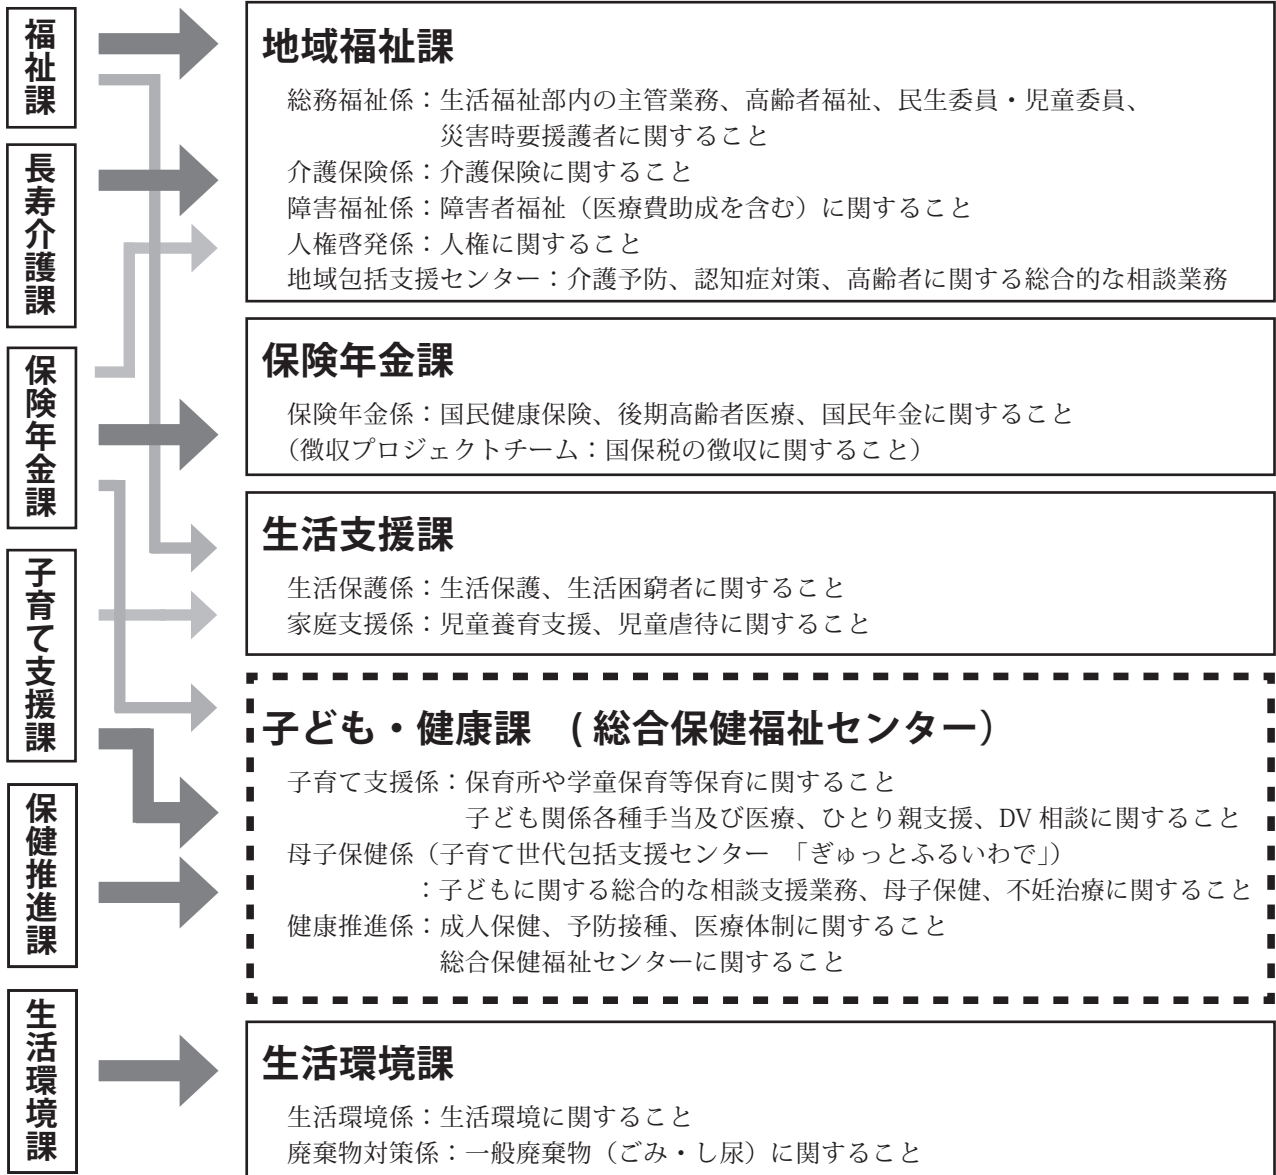 福祉課
長寿介護課
保険年金課
子育て支援課
保健推進課
生活環境課
地域福祉課
総務福祉係：生活福祉部内の主管業務、高齢者福祉、民生委員・児童委員、
災害時要援護者に関すること
介護保険係：介護保険に関すること
障害福祉係：障害者福祉（医療費助成を含む）に関すること
人権啓発係：人権に関すること
地域包括支援センター：介護予防、認知症対策、高齢者に関する総合的な相談業務
保険年金課
保険年金係：国民健康保険、後期高齢者医療、国民年金に関すること
（徴収プロジェクトチーム：国保税の徴収に関すること）
生活支援課
生活保護係：生活保護、生活困窮者に関すること
家庭支援係：児童養育支援、児童虐待に関すること
子ども・健康課　( 総合保健福祉センター）
子育て支援係：保育所や学童保育等保育に関すること
子ども関係各種手当及び医療、ひとり親支援、DV 相談に関すること
母子保健係（子育て世代包括支援センター　「ぎゅっとふるいわで」）
：子どもに関する総合的な相談支援業務、母子保健、不妊治療に関すること
健康推進係：成人保健、予防接種、医療体制に関すること
総合保健福祉センターに関すること
生活環境課
生活環境係：生活環境に関すること
廃棄物対策係：一般廃棄物（ごみ・し尿）に関すること